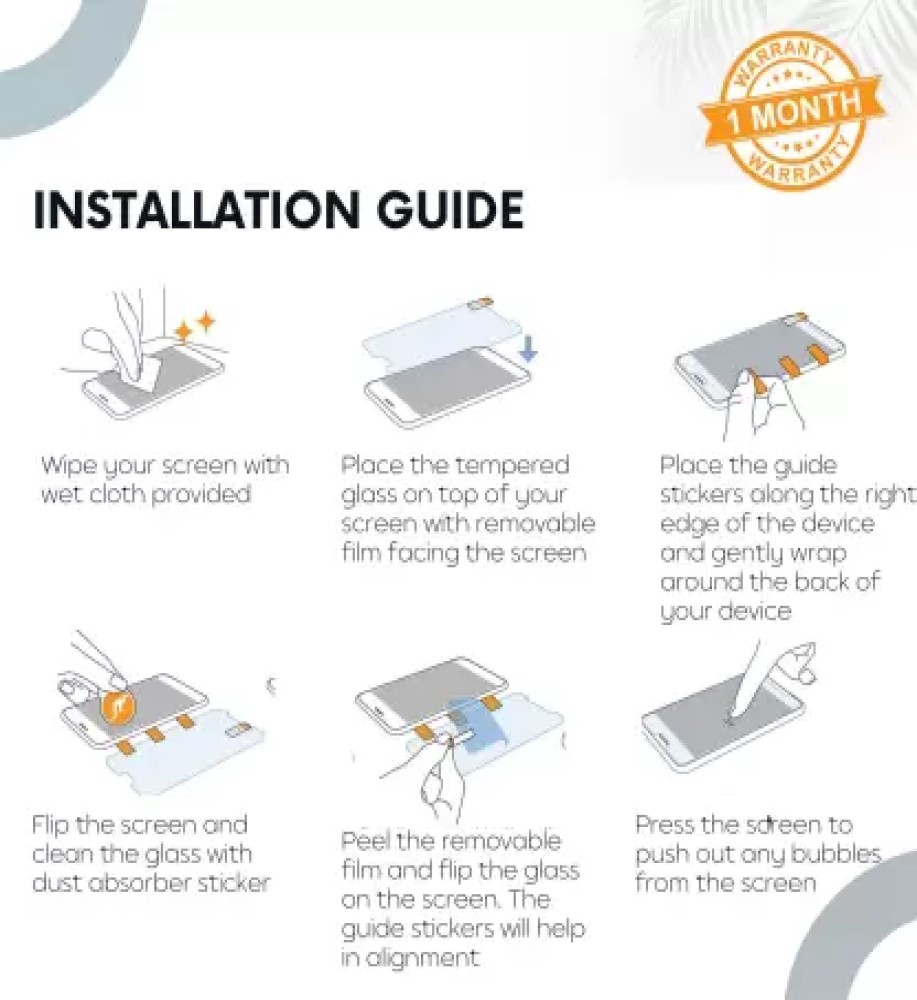 WARRANTY
1 MONTH
WARRANTY
INSTALLATION GUIDE
Wipe your screen with
wet cloth provided
Place the tempered
glass on top of your
screen with removable
film facing the screen
Place the guide
stickers along the right
edge of the device
and gently wrap
around the back of
your device
Flip the screen and
clean the glass with
dust absorber sticker
Peel the removable
film and flip the glass
on the screen. The
guide stickers will help
in alignment
Press the screen to
push out any bubbles
from the screen